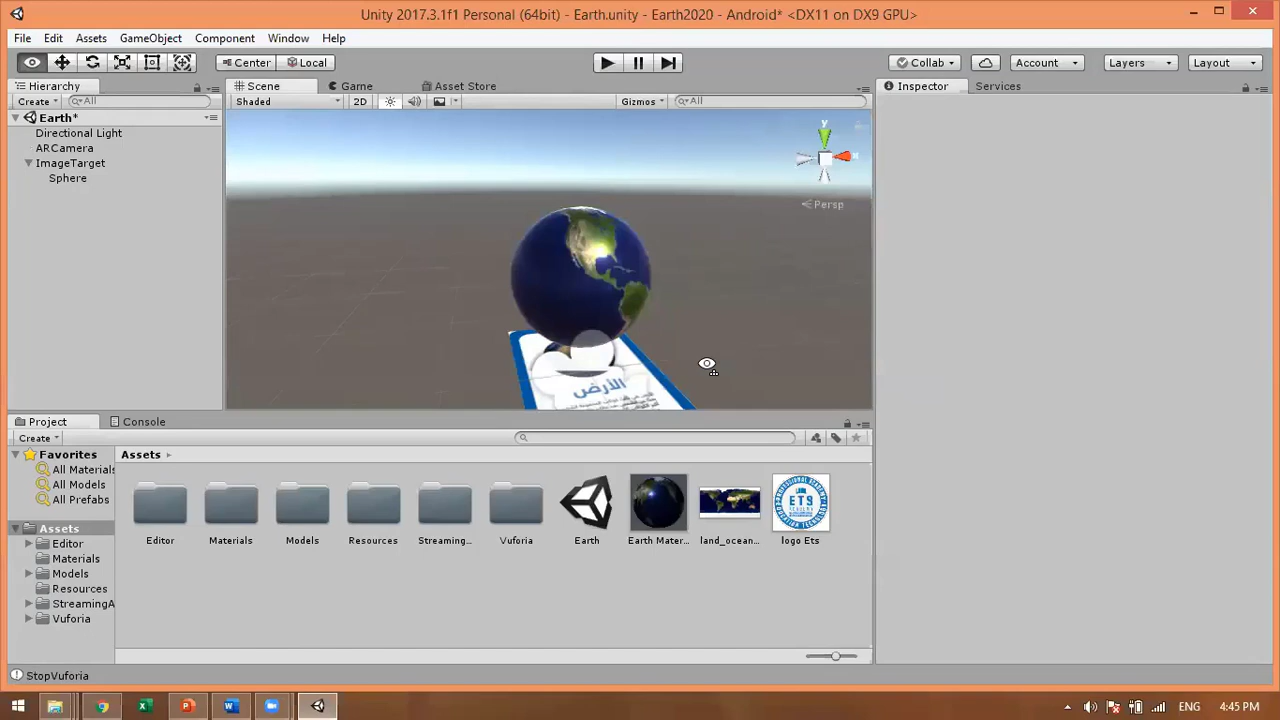 Unity 2017.3.1f1 Personal (64bit) - Earth.unity - Earth2020 - Android* <DX11 on DX9 GPU>
File Edit Assets GameObject Component Window Help
Center Local Collab Account Layers Layout
Hierarchy Scene Game Asset Store Inspector Services
Create All Shaded 2D Gizmos All
Earth*
Directional Light
ARCamera
ImageTarget
Sphere
y
x
Persp
الأرض
Project Console
Create
Favorites Assets
All Materials
All Models
All Prefabs
Assets
Editor
Materials
Models
Resources
StreamingA
Vuforia
ETS
Editor Materials Models Resources Streaming... Vuforia Earth Earth Mater... land_ocean... logo Ets
StopVuforia
ENG 4:45 PM